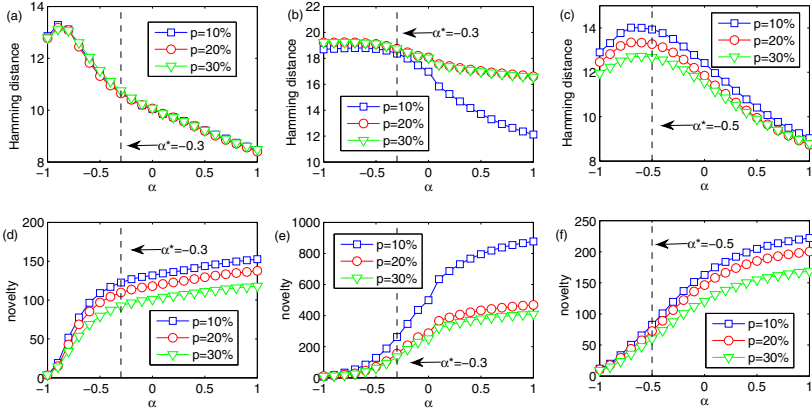 (a)
Hamming distance
14
12
10
8
−1
−0.5
0
0.5
1
α
p=10%
p=20%
p=30%
α*=−0.3
(b)
Hamming distance
22
20
18
16
14
12
10
−1
−0.5
0
0.5
1
α
α*=−0.3
p=10%
p=20%
p=30%
(c)
Hamming distance
14
12
10
8
−1
−0.5
0
0.5
1
α
p=10%
p=20%
p=30%
α*=−0.5
(d)
novelty
200
150
100
50
0
−1
−0.5
0
0.5
1
α
α*=−0.3
p=10%
p=20%
p=30%
(e)
novelty
1000
800
600
400
200
0
−1
−0.5
0
0.5
1
α
p=10%
p=20%
p=30%
α*=−0.3
(f)
novelty
250
200
150
100
50
0
−1
−0.5
0
0.5
1
α
α*=−0.5
p=10%
p=20%
p=30%